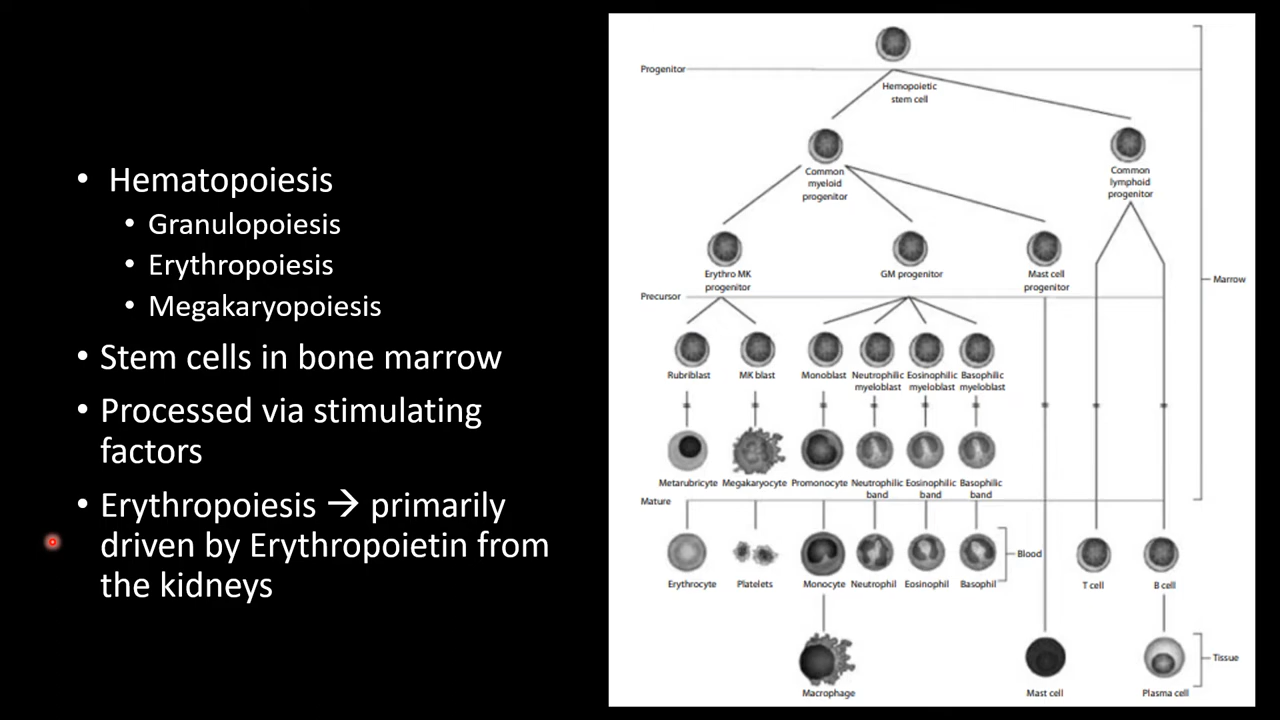 • Hematopoiesis
• Granulopoiesis
• Erythropoiesis
• Megakaryopoiesis
• Stem cells in bone marrow
• Processed via stimulating
factors
• Erythropoiesis → primarily
driven by Erythropoietin from
the kidneys
Progenitor
Hemopoietic
stem cell
Common
myeloid
progenitor
Common
lymphoid
progenitor
Erythro MK
progenitor
GM progenitor
Mast cell
progenitor
Marrow
Precursor
Rubriblast
MK blast
Monoblast
Neutrophilic
myeloblast
Eosinophilic
myeloblast
Basophilic
myeloblast
Metarubricyte
Megakaryocyte
Promonocyte
Neutrophilic
band
Eosinophilic
band
Basophilic
band
Mature
Blood
Erythrocyte
Platelets
Monocyte
Neutrophil
Eosinophil
Basophil
T cell
B cell
Tissue
Macrophage
Mast cell
Plasma cell